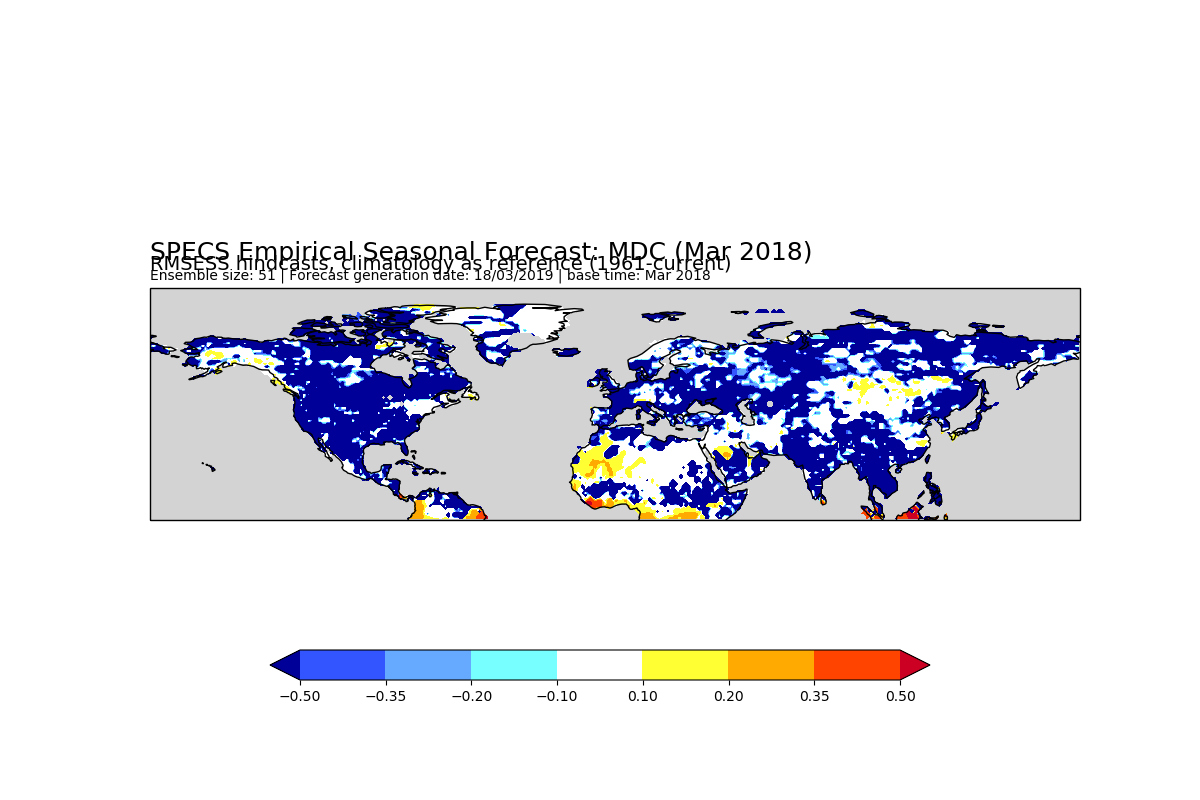 SPECS Empirical Seasonal Forecast: MDC (Mar 2018)
RMSESS hindcasts, climatology as reference (1961-current)
Ensemble size: 51 | Forecast generation date: 18/03/2019 | base time: Mar 2018
−0.50 −0.35 −0.20 −0.10 0.10 0.20 0.35 0.50